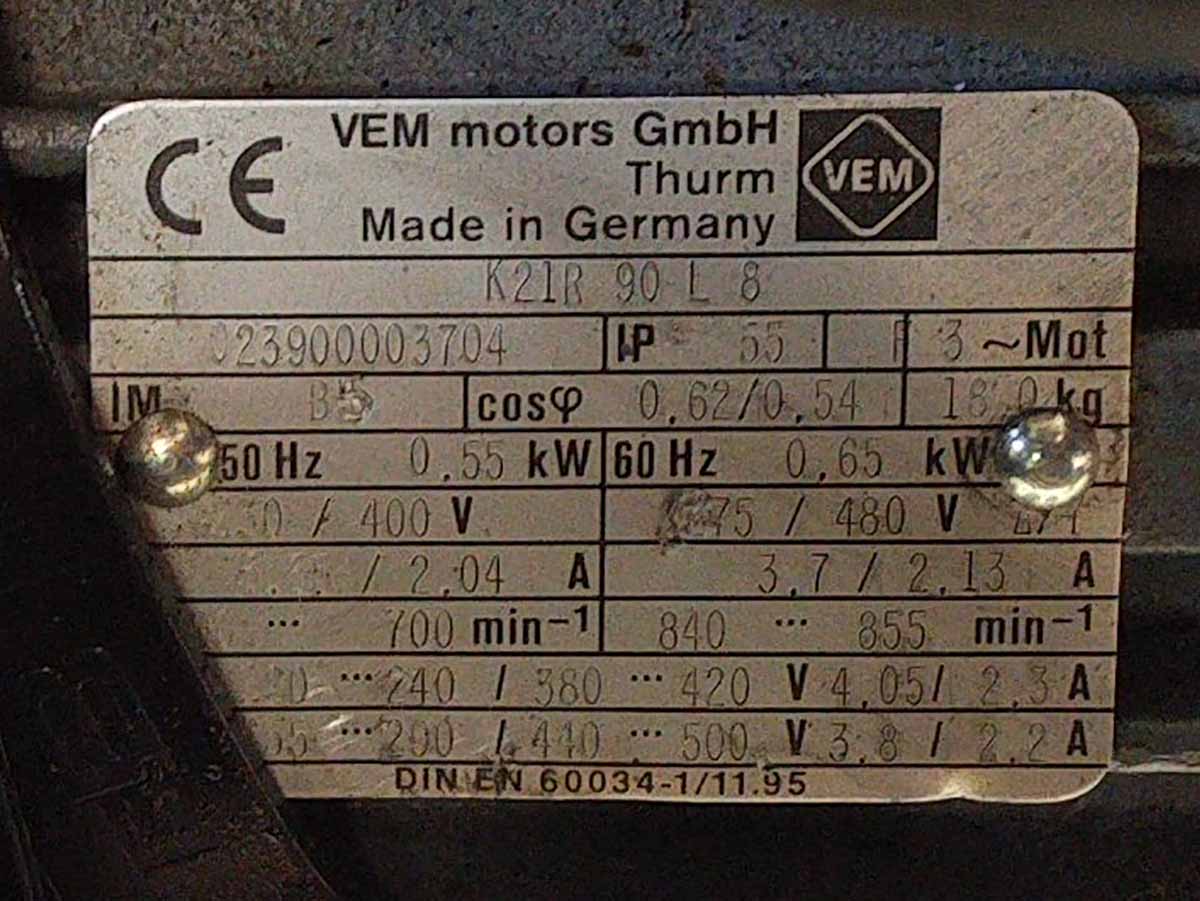 CE VEM motors GmbH
Thurm
VEM
Made in Germany
K21R 90 L 8
23900003704 IP 55 F 3 ~Mot
IM cosφ 0,62/0,54 kg
50 Hz 0,55 kW 60 Hz 0,65 kW
/ 400 V / 480 V
/ 2,04 A 3,7 / 2,13 A
... 700 min-1 840 ... 855 min-1
...240 / 380 ...420 V 4,05/ 2,3 A
... / 440 ... 500 V 3,8 / 2,2 A
DIN EN 60034-1/11.95